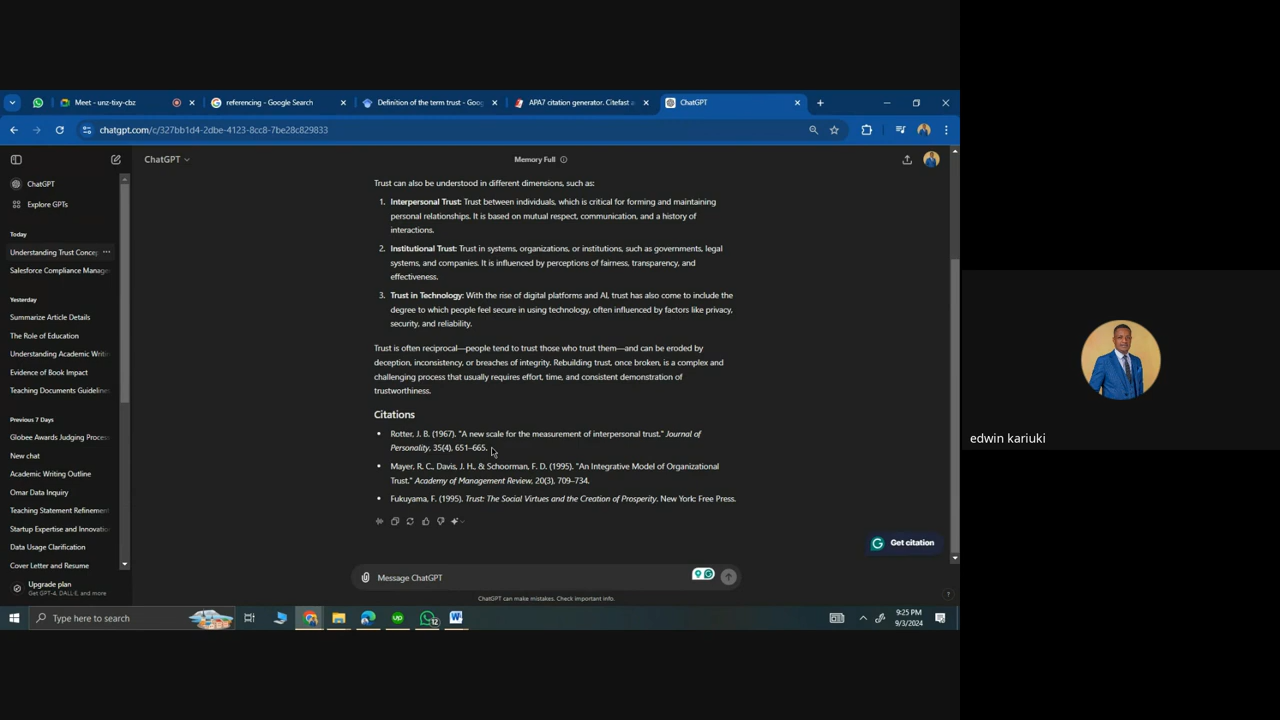 Meet - unz-tixy-cbz
referencing - Google Search
Definition of the term trust - Goo
APA7 citation generator. Citefast a
ChatGPT
chatgpt.com/c/327bb1d4-2dbe-4123-8cc8-7be28c829833
ChatGPT
Memory Full
ChatGPT
Explore GPTs
Today
Understanding Trust Concep
Salesforce Compliance Manage
Yesterday
Summarize Article Details
The Role of Education
Understanding Academic Writi
Evidence of Book Impact
Teaching Documents Guideline
Previous 7 Days
Globee Awards Judging Proces
New chat
Academic Writing Outline
Omar Data Inquiry
Teaching Statement Refinemen
Startup Expertise and Innovatio
Data Usage Clarification
Cover Letter and Resume
Upgrade plan
Get GPT-4, DALL·E, and more
Trust can also be understood in different dimensions, such as:
1. Interpersonal Trust: Trust between individuals, which is critical for forming and maintaining
personal relationships. It is based on mutual respect, communication, and a history of
interactions.
2. Institutional Trust: Trust in systems, organizations, or institutions, such as governments, legal
systems, and companies. It is influenced by perceptions of fairness, transparency, and
effectiveness.
3. Trust in Technology: With the rise of digital platforms and AI, trust has also come to include the
degree to which people feel secure in using technology, often influenced by factors like privacy,
security, and reliability.
Trust is often reciprocal—people tend to trust those who trust them—and can be eroded by
deception, inconsistency, or breaches of integrity. Rebuilding trust, once broken, is a complex and
challenging process that usually requires effort, time, and consistent demonstration of
trustworthiness.
Citations
• Rotter, J. B. (1967). "A new scale for the measurement of interpersonal trust." Journal of
Personality, 35(4), 651–665.
• Mayer, R. C., Davis, J. H., & Schoorman, F. D. (1995). "An Integrative Model of Organizational
Trust." Academy of Management Review, 20(3), 709–734.
• Fukuyama, F. (1995). Trust: The Social Virtues and the Creation of Prosperity. New York: Free Press.
Get citation
Message ChatGPT
ChatGPT can make mistakes. Check important info.
?
Type here to search
up
12
9:25 PM
9/3/2024
edwin kariuki